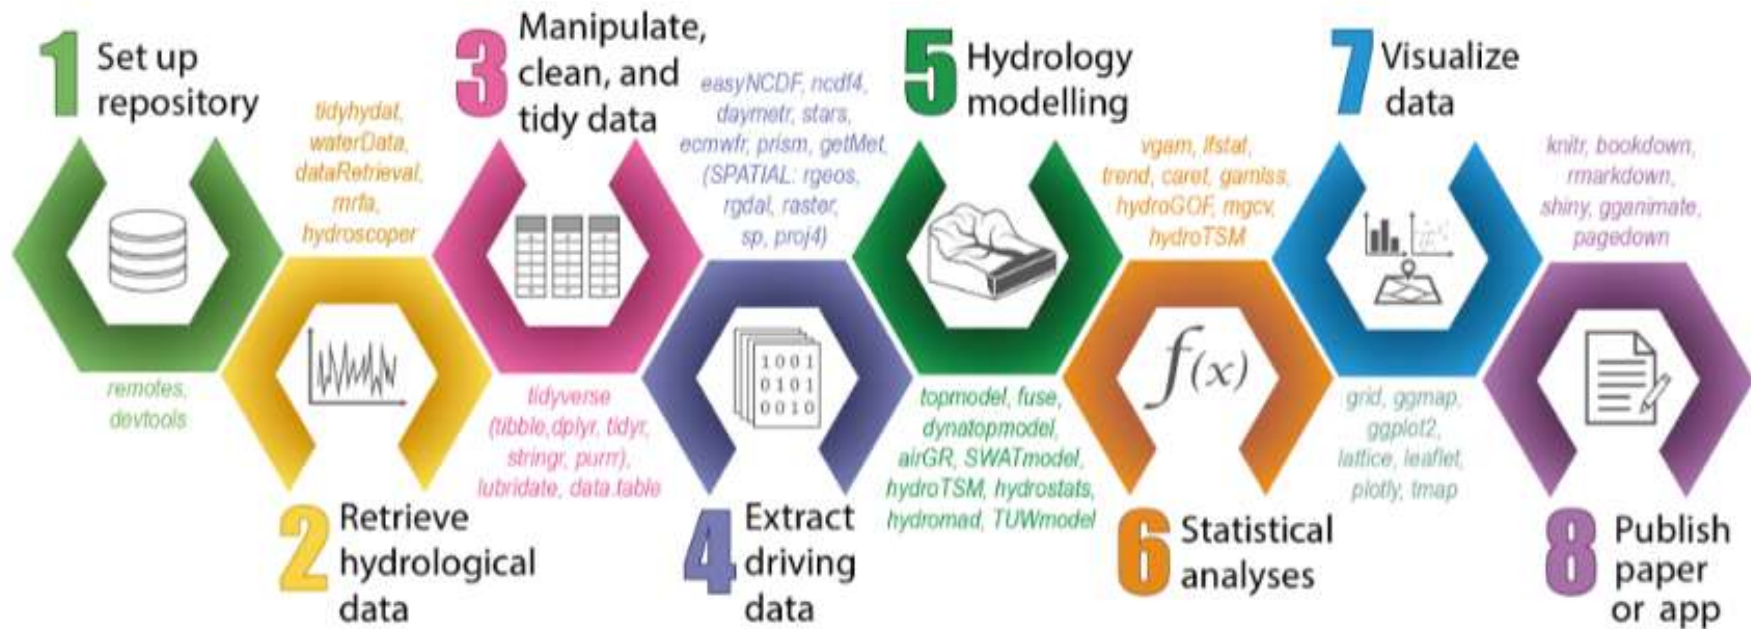 1 Set up
repository
remotes,
devtools
tidyhydat,
waterData,
dataRetrieval,
mrfa,
hydroscoper
2 Retrieve
hydrological
data
3 Manipulate,
clean, and
tidy data
tidyverse
(tibble,dplyr, tidyr,
stringr, purrr),
lubridate, data.table
easyNCDF, ncdf4,
daymetr, stars,
ecmwfr, prism, getMet,
(SPATIAL: rgeos,
rgdal, raster,
sp, proj4)
1001
0101
0010
4 Extract
driving
data
5 Hydrology
modelling
topmodel, fuse,
dynatopmodel,
airGR, SWATmodel,
hydroTSM, hydrostats,
hydromad, TUWmodel
vgam, lfstat,
trend, caret, gamlss,
hydroGOF, mgcv,
hydroTSM
f(x)
6 Statistical
analyses
7 Visualize
data
grid, ggmap,
ggplot2,
lattice, leaflet,
plotly, tmap
knitr, bookdown,
rmarkdown,
shiny, gganimate,
pagedown
8 Publish
paper
or app